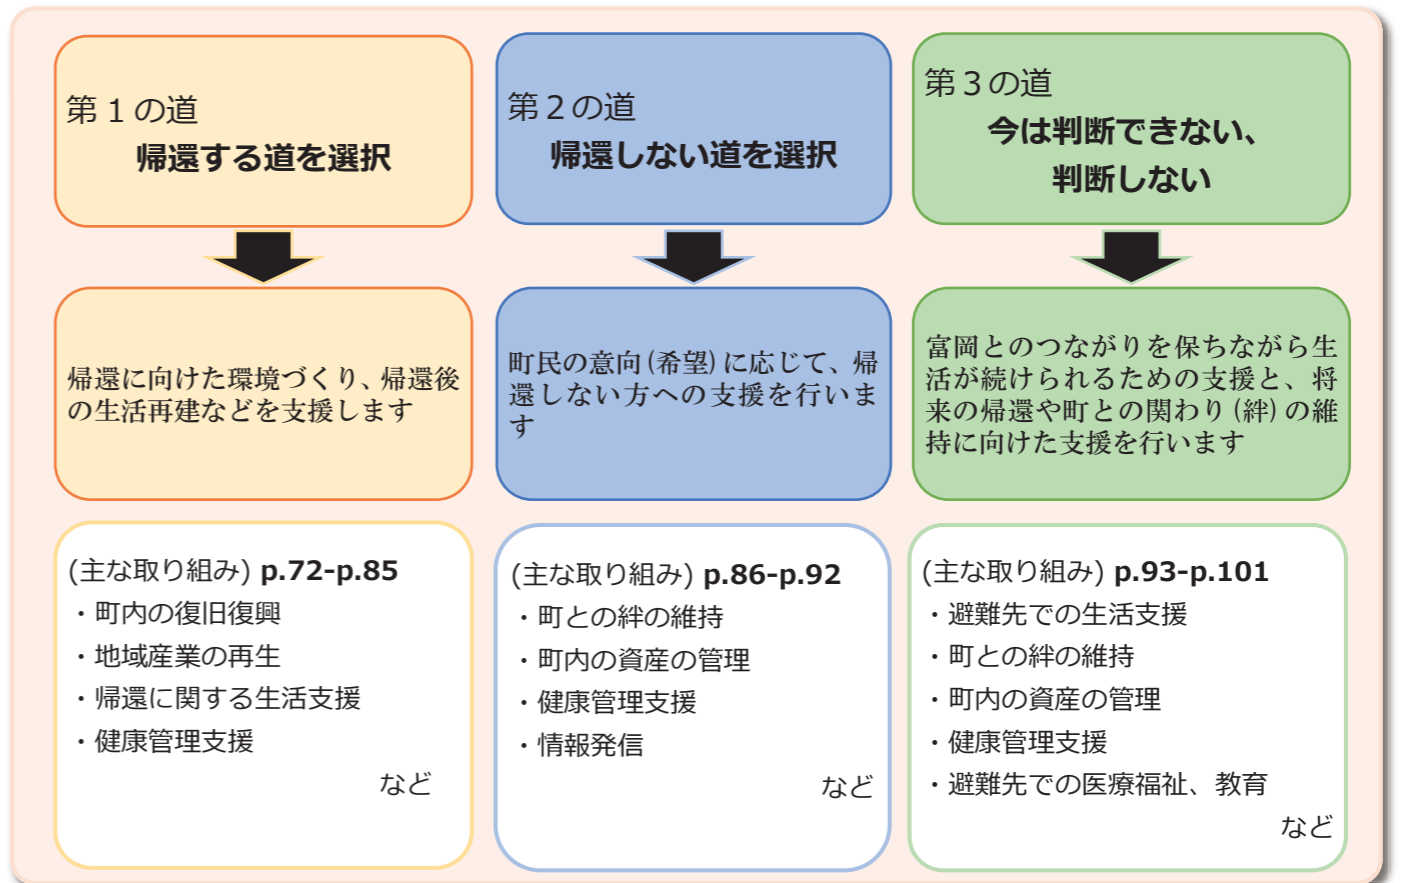 第１の道
帰還する道を選択
帰還に向けた環境づくり、帰還後
の生活再建などを支援します
(主な取り組み) p.72-p.85
・町内の復旧復興
・地域産業の再生
・帰還に関する生活支援
・健康管理支援
など
第２の道
帰還しない道を選択
町民の意向(希望)に応じて、帰
還しない方への支援を行いま
す
(主な取り組み) p.86-p.92
・町との絆の維持
・町内の資産の管理
・健康管理支援
・情報発信
など
第３の道
今は判断できない、
判断しない
富岡とのつながりを保ちながら生
活が続けられるための支援と、将
来の帰還や町との関わり(絆)の維
持に向けた支援を行います
(主な取り組み) p.93-p.101
・避難先での生活支援
・町との絆の維持
・町内の資産の管理
・健康管理支援
・避難先での医療福祉、教育
など